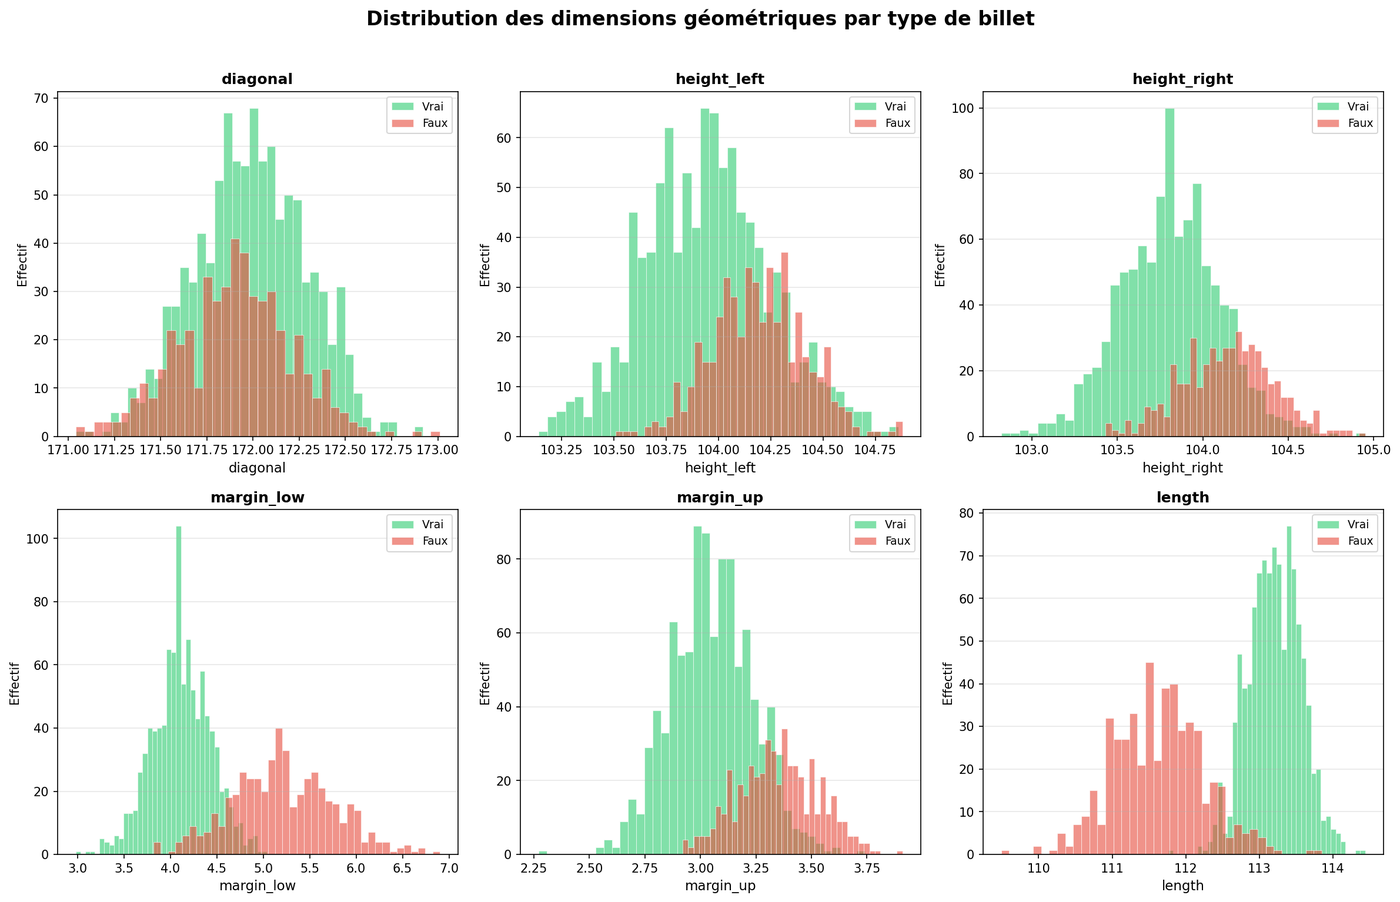 Distribution des dimensions géométriques par type de billet
diagonal
Effectif
70
60
50
40
30
20
10
0
Vrai
Faux
171.00 171.25 171.50 171.75 172.00 172.25 172.50 172.75 173.00
diagonal
height_left
Effectif
60
50
40
30
20
10
0
Vrai
Faux
103.25 103.50 103.75 104.00 104.25 104.50 104.75
height_left
height_right
Effectif
100
80
60
40
20
0
Vrai
Faux
103.0 103.5 104.0 104.5 105.0
height_right
margin_low
Effectif
100
80
60
40
20
0
Vrai
Faux
3.0 3.5 4.0 4.5 5.0 5.5 6.0 6.5 7.0
margin_low
margin_up
Effectif
80
60
40
20
0
Vrai
Faux
2.25 2.50 2.75 3.00 3.25 3.50 3.75
margin_up
length
Effectif
80
70
60
50
40
30
20
10
0
Vrai
Faux
110 111 112 113 114
length